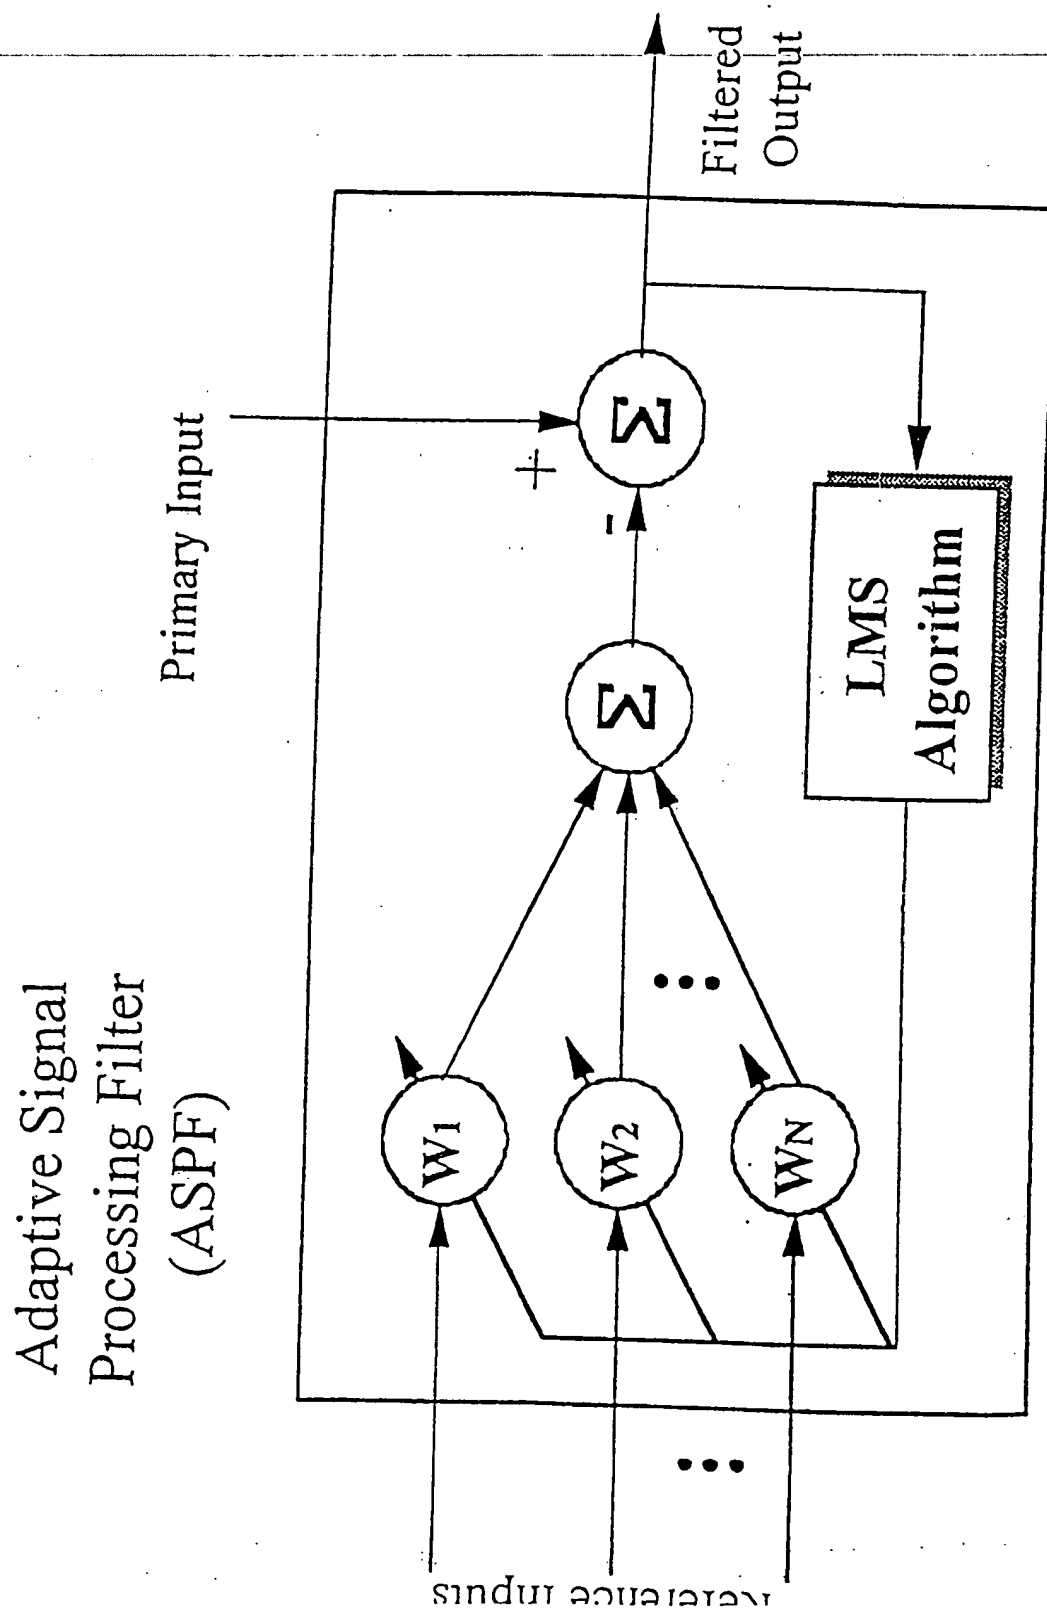 Adaptive Signal
Processing Filter
(ASPF)
Primary Input
+
-
Σ
Σ
Filtered
Output
W1
W2
WN
LMS
Algorithm
Reference Inputs